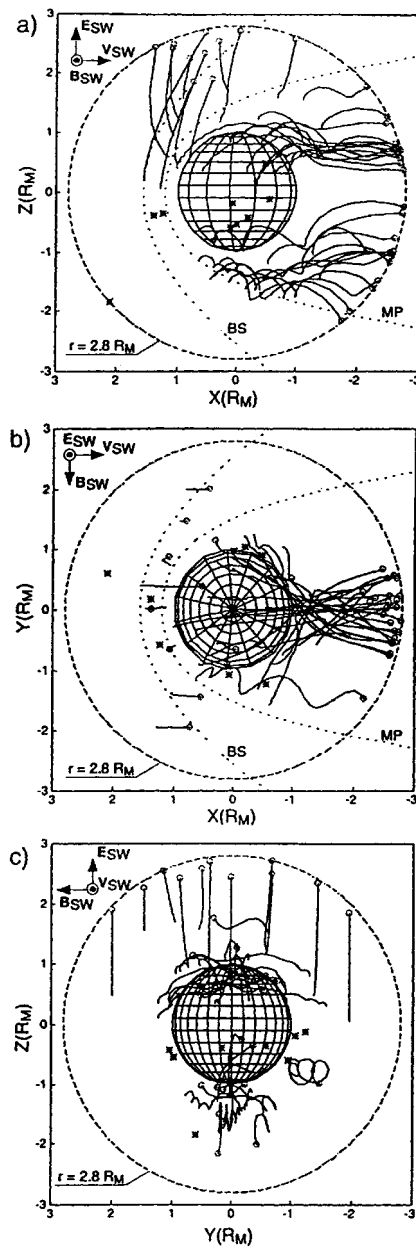 a)
E_SW
V_SW
B_SW
3
2
1
0
-1
-2
-3
Z(R_M)
BS
MP
r = 2.8 R_M
2 1 0 -1 -2 -3
X(R_M)
b)
E_SW
V_SW
B_SW
3
2
1
0
-1
-2
-3
Y(R_M)
BS
MP
r = 2.8 R_M
2 1 0 -1 -2 -3
X(R_M)
c)
E_SW
V_SW
B_SW
3
2
1
0
-1
-2
-3
Z(R_M)
r = 2.8 R_M
2 1 0 -1 -2 -3
Y(R_M)